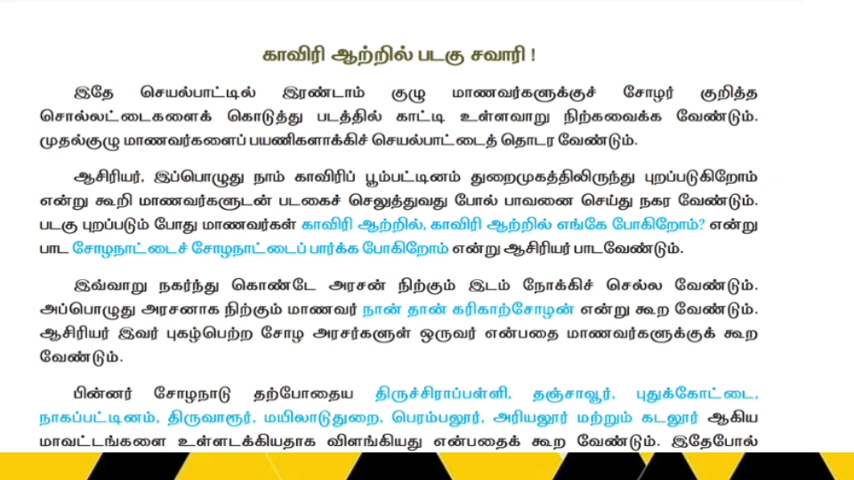 காவிரி ஆற்றில் படகு சவாரி !
இதே செயல்பாட்டில் இரண்டாம் குழு மாணவர்களுக்குச் சோழர் குறித்த
சொல்லட்டைகளைக் கொடுத்து படத்தில் காட்டி உள்ளவாறு நிற்கவைக்க வேண்டும்.
முதல்குழு மாணவர்களைப் பயணிகளாக்கிச் செயல்பாட்டைத் தொடர வேண்டும்.
ஆசிரியர், இப்பொழுது நாம் காவிரிப் பூம்பட்டினம் துறைமுகத்திலிருந்து புறப்படுகிறோம்
என்று கூறி மாணவர்களுடன் படகைச் செலுத்துவது போல் பாவனை செய்து நகர வேண்டும்.
படகு புறப்படும் போது மாணவர்கள் காவிரி ஆற்றில், காவிரி ஆற்றில் எங்கே போகிறோம்? என்று
பாட சோழநாட்டைச் சோழநாட்டைப் பார்க்க போகிறோம் என்று ஆசிரியர் பாடவேண்டும்.
இவ்வாறு நகர்ந்து கொண்டே அரசன் நிற்கும் இடம் நோக்கிச் செல்ல வேண்டும்.
அப்பொழுது அரசனாக நிற்கும் மாணவர் நான் தான் கரிகாற்சோழன் என்று கூற வேண்டும்.
ஆசிரியர் இவர் புகழ்பெற்ற சோழ அரசர்களுள் ஒருவர் என்பதை மாணவர்களுக்குக் கூற
வேண்டும்.
பின்னர் சோழநாடு தற்போதைய திருச்சிராப்பள்ளி, தஞ்சாவூர், புதுக்கோட்டை,
நாகப்பட்டினம், திருவாரூர், மயிலாடுதுறை, பெரம்பலூர், அரியலூர் மற்றும் கடலூர் ஆகிய
மாவட்டங்களை உள்ளடக்கியதாக விளங்கியது என்பதைக் கூற வேண்டும். இதேபோல்